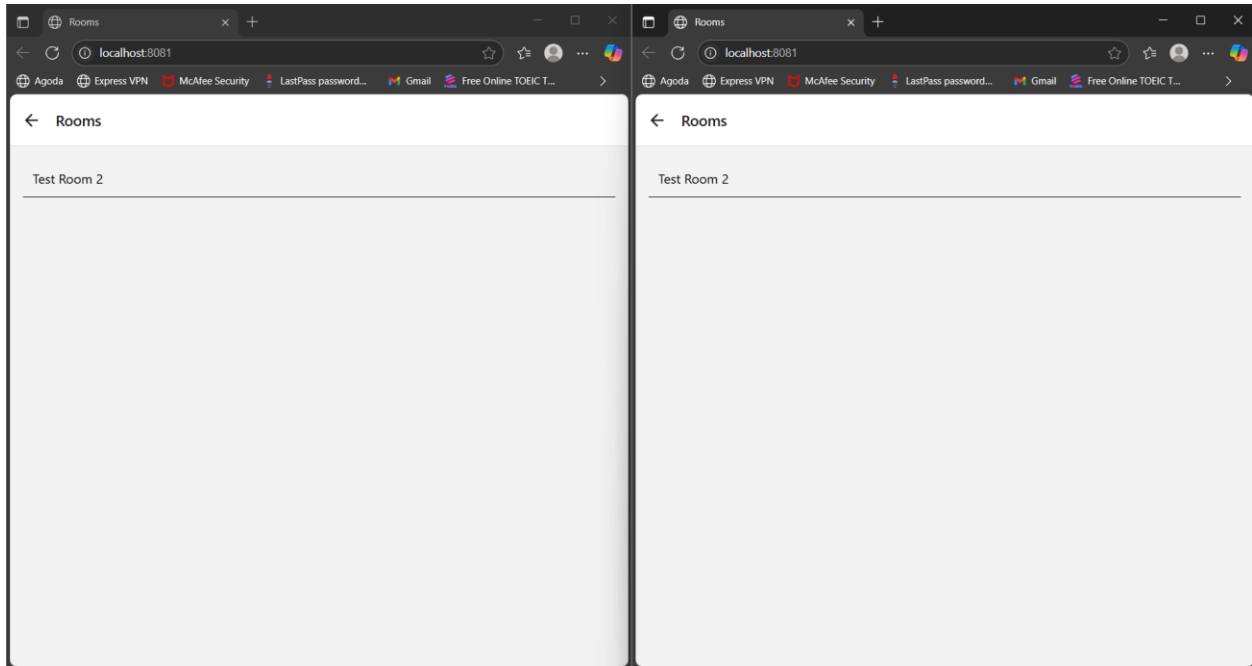 Rooms
localhost:8081
Agoda Express VPN McAfee Security LastPass password... Gmail Free Online TOEIC T...
Rooms
Test Room 2
Rooms
localhost:8081
Agoda Express VPN McAfee Security LastPass password... Gmail Free Online TOEIC T...
Rooms
Test Room 2